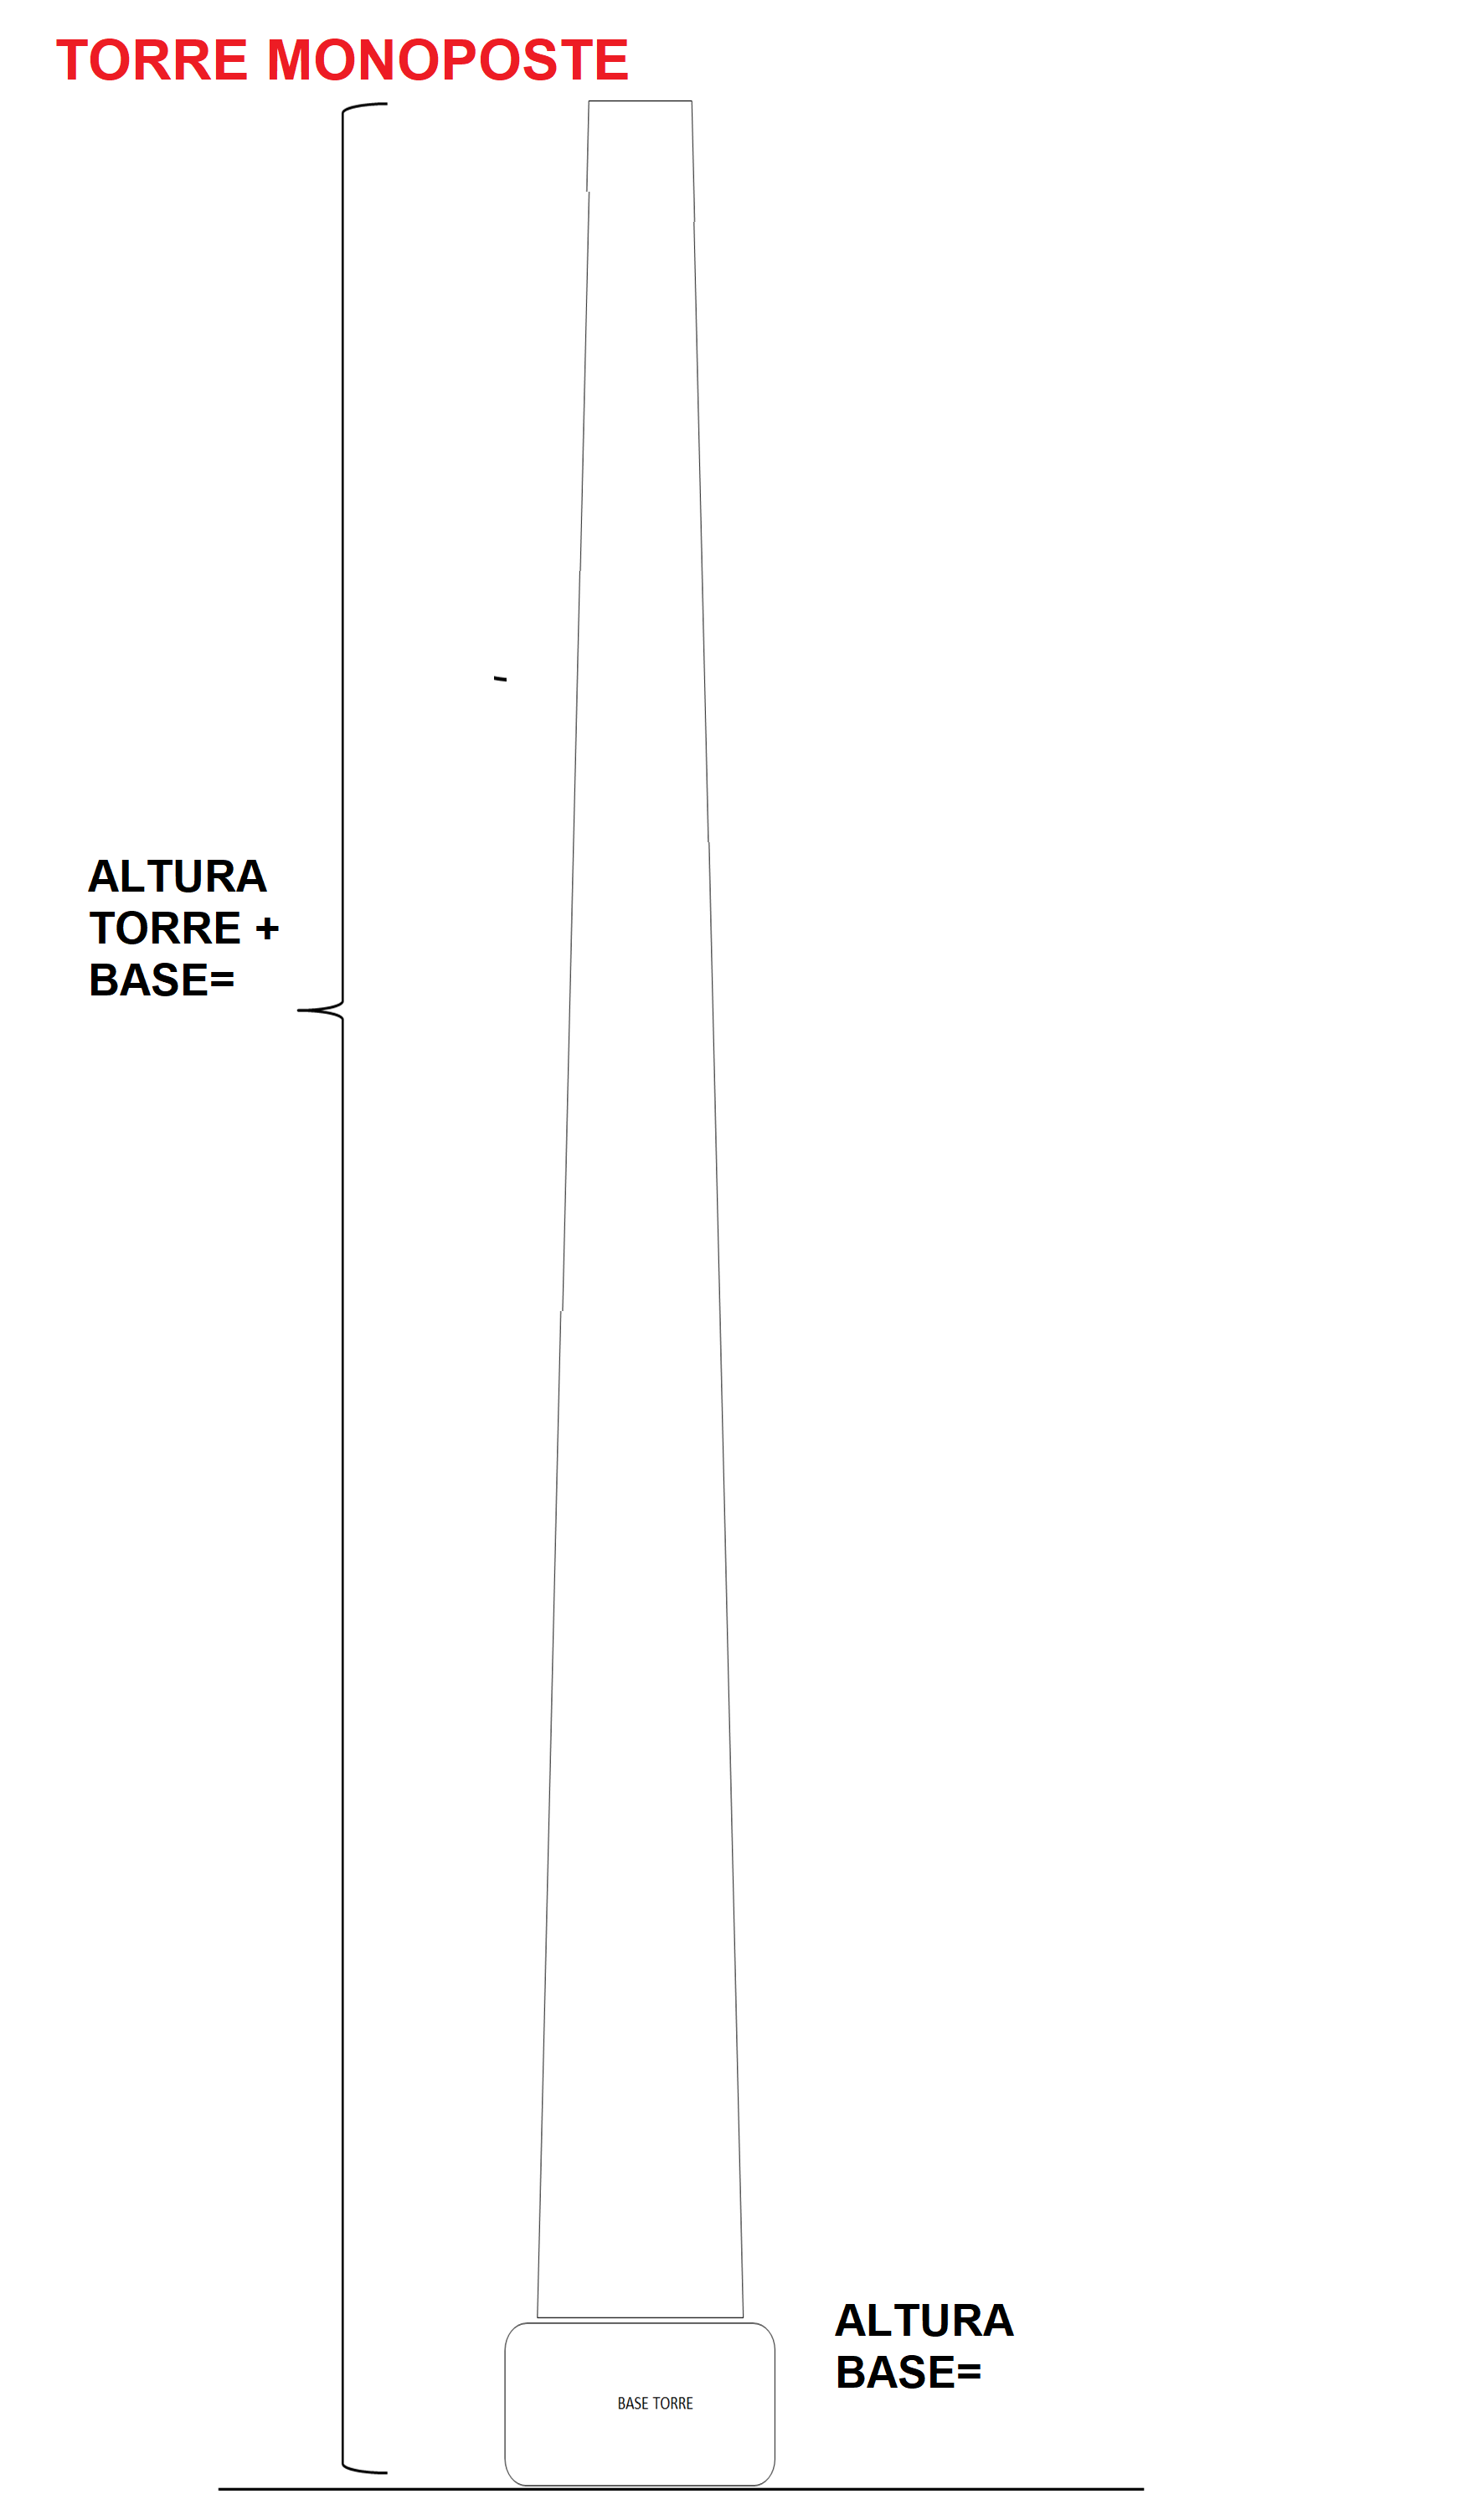 TORRE MONOPOSTE
ALTURA
TORRE +
BASE=
ALTURA
BASE=
BASE TORRE